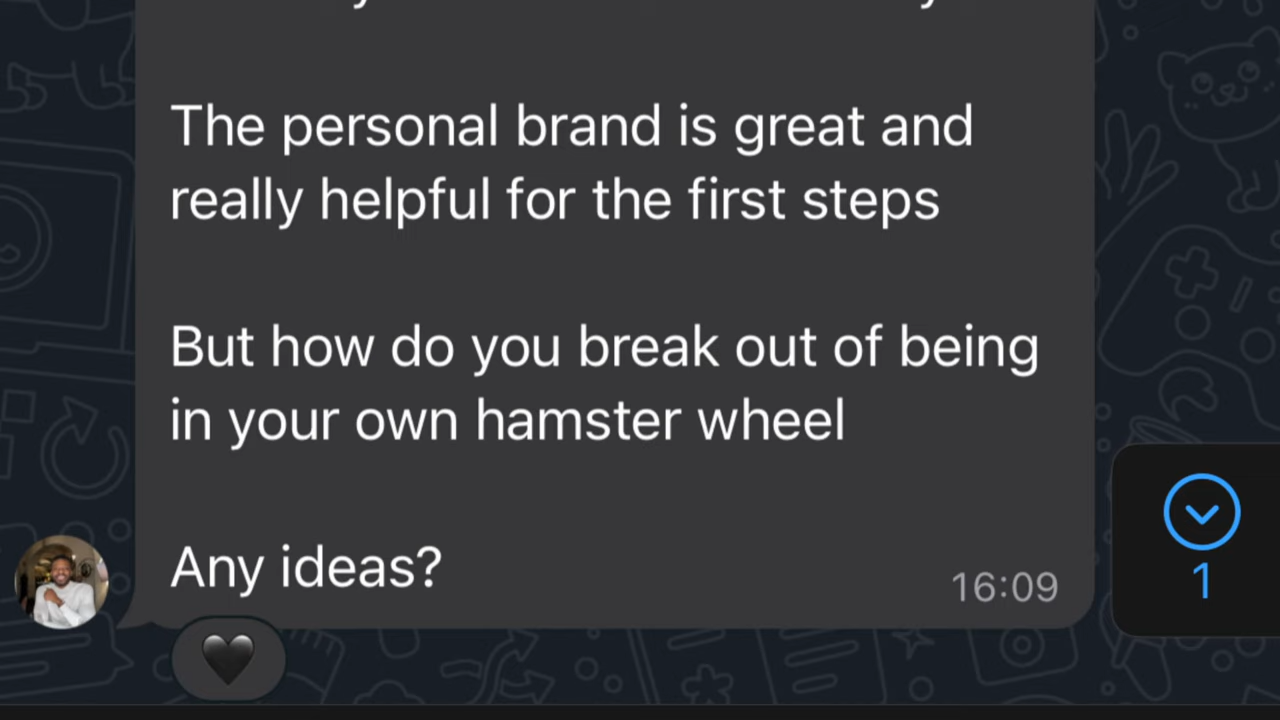 The personal brand is great and
really helpful for the first steps
But how do you break out of being
in your own hamster wheel
Any ideas?
16:09
1